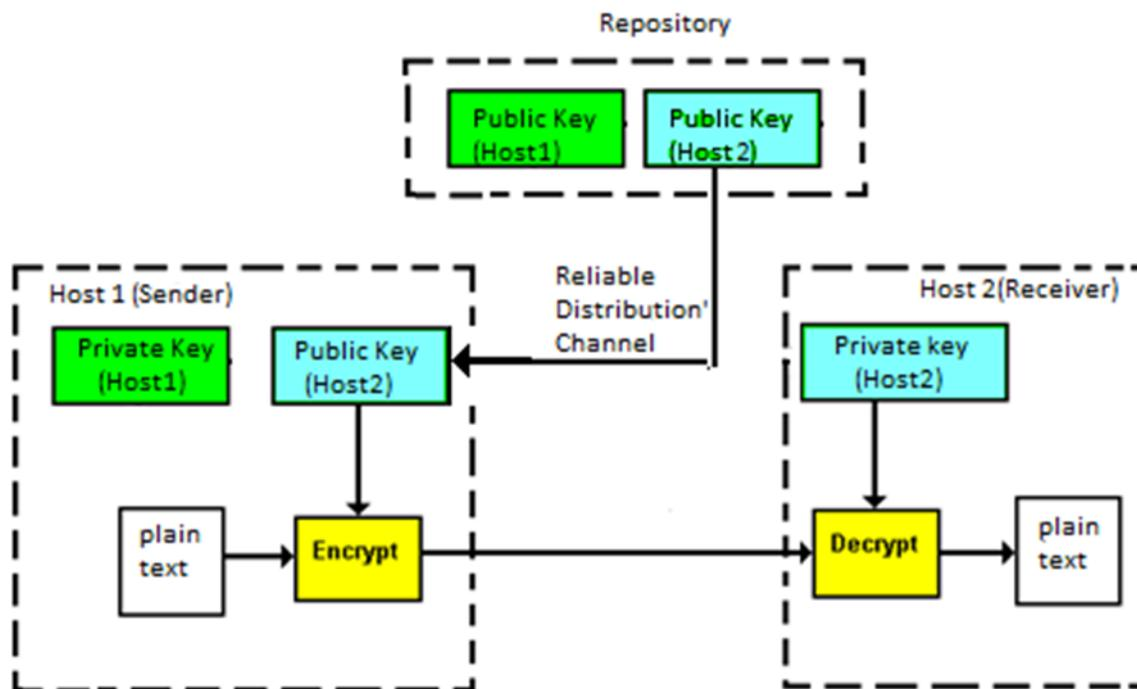 Repository
Public Key
(Host1)
Public Key
(Host2)
Reliable
Distribution'
Channel
Host 1 (Sender)
Private Key
(Host1)
Public Key
(Host2)
plain
text
Encrypt
Host 2(Receiver)
Private key
(Host2)
Decrypt
plain
text